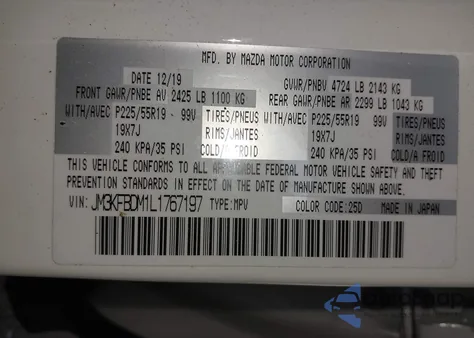 MFD. BY MAZDA MOTOR CORPORATION
DATE 12/19 GVWR/PNBV 4724 LB 2143 KG
FRONT GAWR/PNBE AV 2425 LB 1100 KG REAR GAWR/PNBE AR 2299 LB 1043 KG
WITH/AVEC P225/55R19 - 99V TIRES/PNEUS WITH/AVEC P225/55R19 99V TIRES/PNEUS
19X7J RIMS/JANTES 19X7J RIMS/JANTES
240 KPA/35 PSI COLD/A FROID 240 KPA/35 PSI COLD/A FROID
THIS VEHICLE CONFORMS TO ALL APPLICABLE FEDERAL MOTOR VEHICLE SAFETY AND THEFT
PREVENTION STANDARDS IN EFFECT ON THE DATE OF MANUFACTURE SHOWN ABOVE.
VIN: JM3KFBDM1L1767197 TYPE: MPV COLOR CODE: 25D MADE IN JAPAN